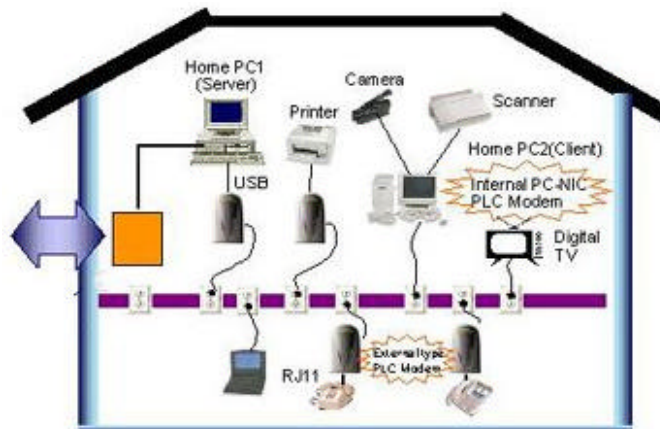 Home PC1
(Server)
Camera
Printer
Scanner
Home PC2(Client)
USB
Internal PC-NIC
PLC Modem
Digital
TV
RJ11
External type
PLC Modem